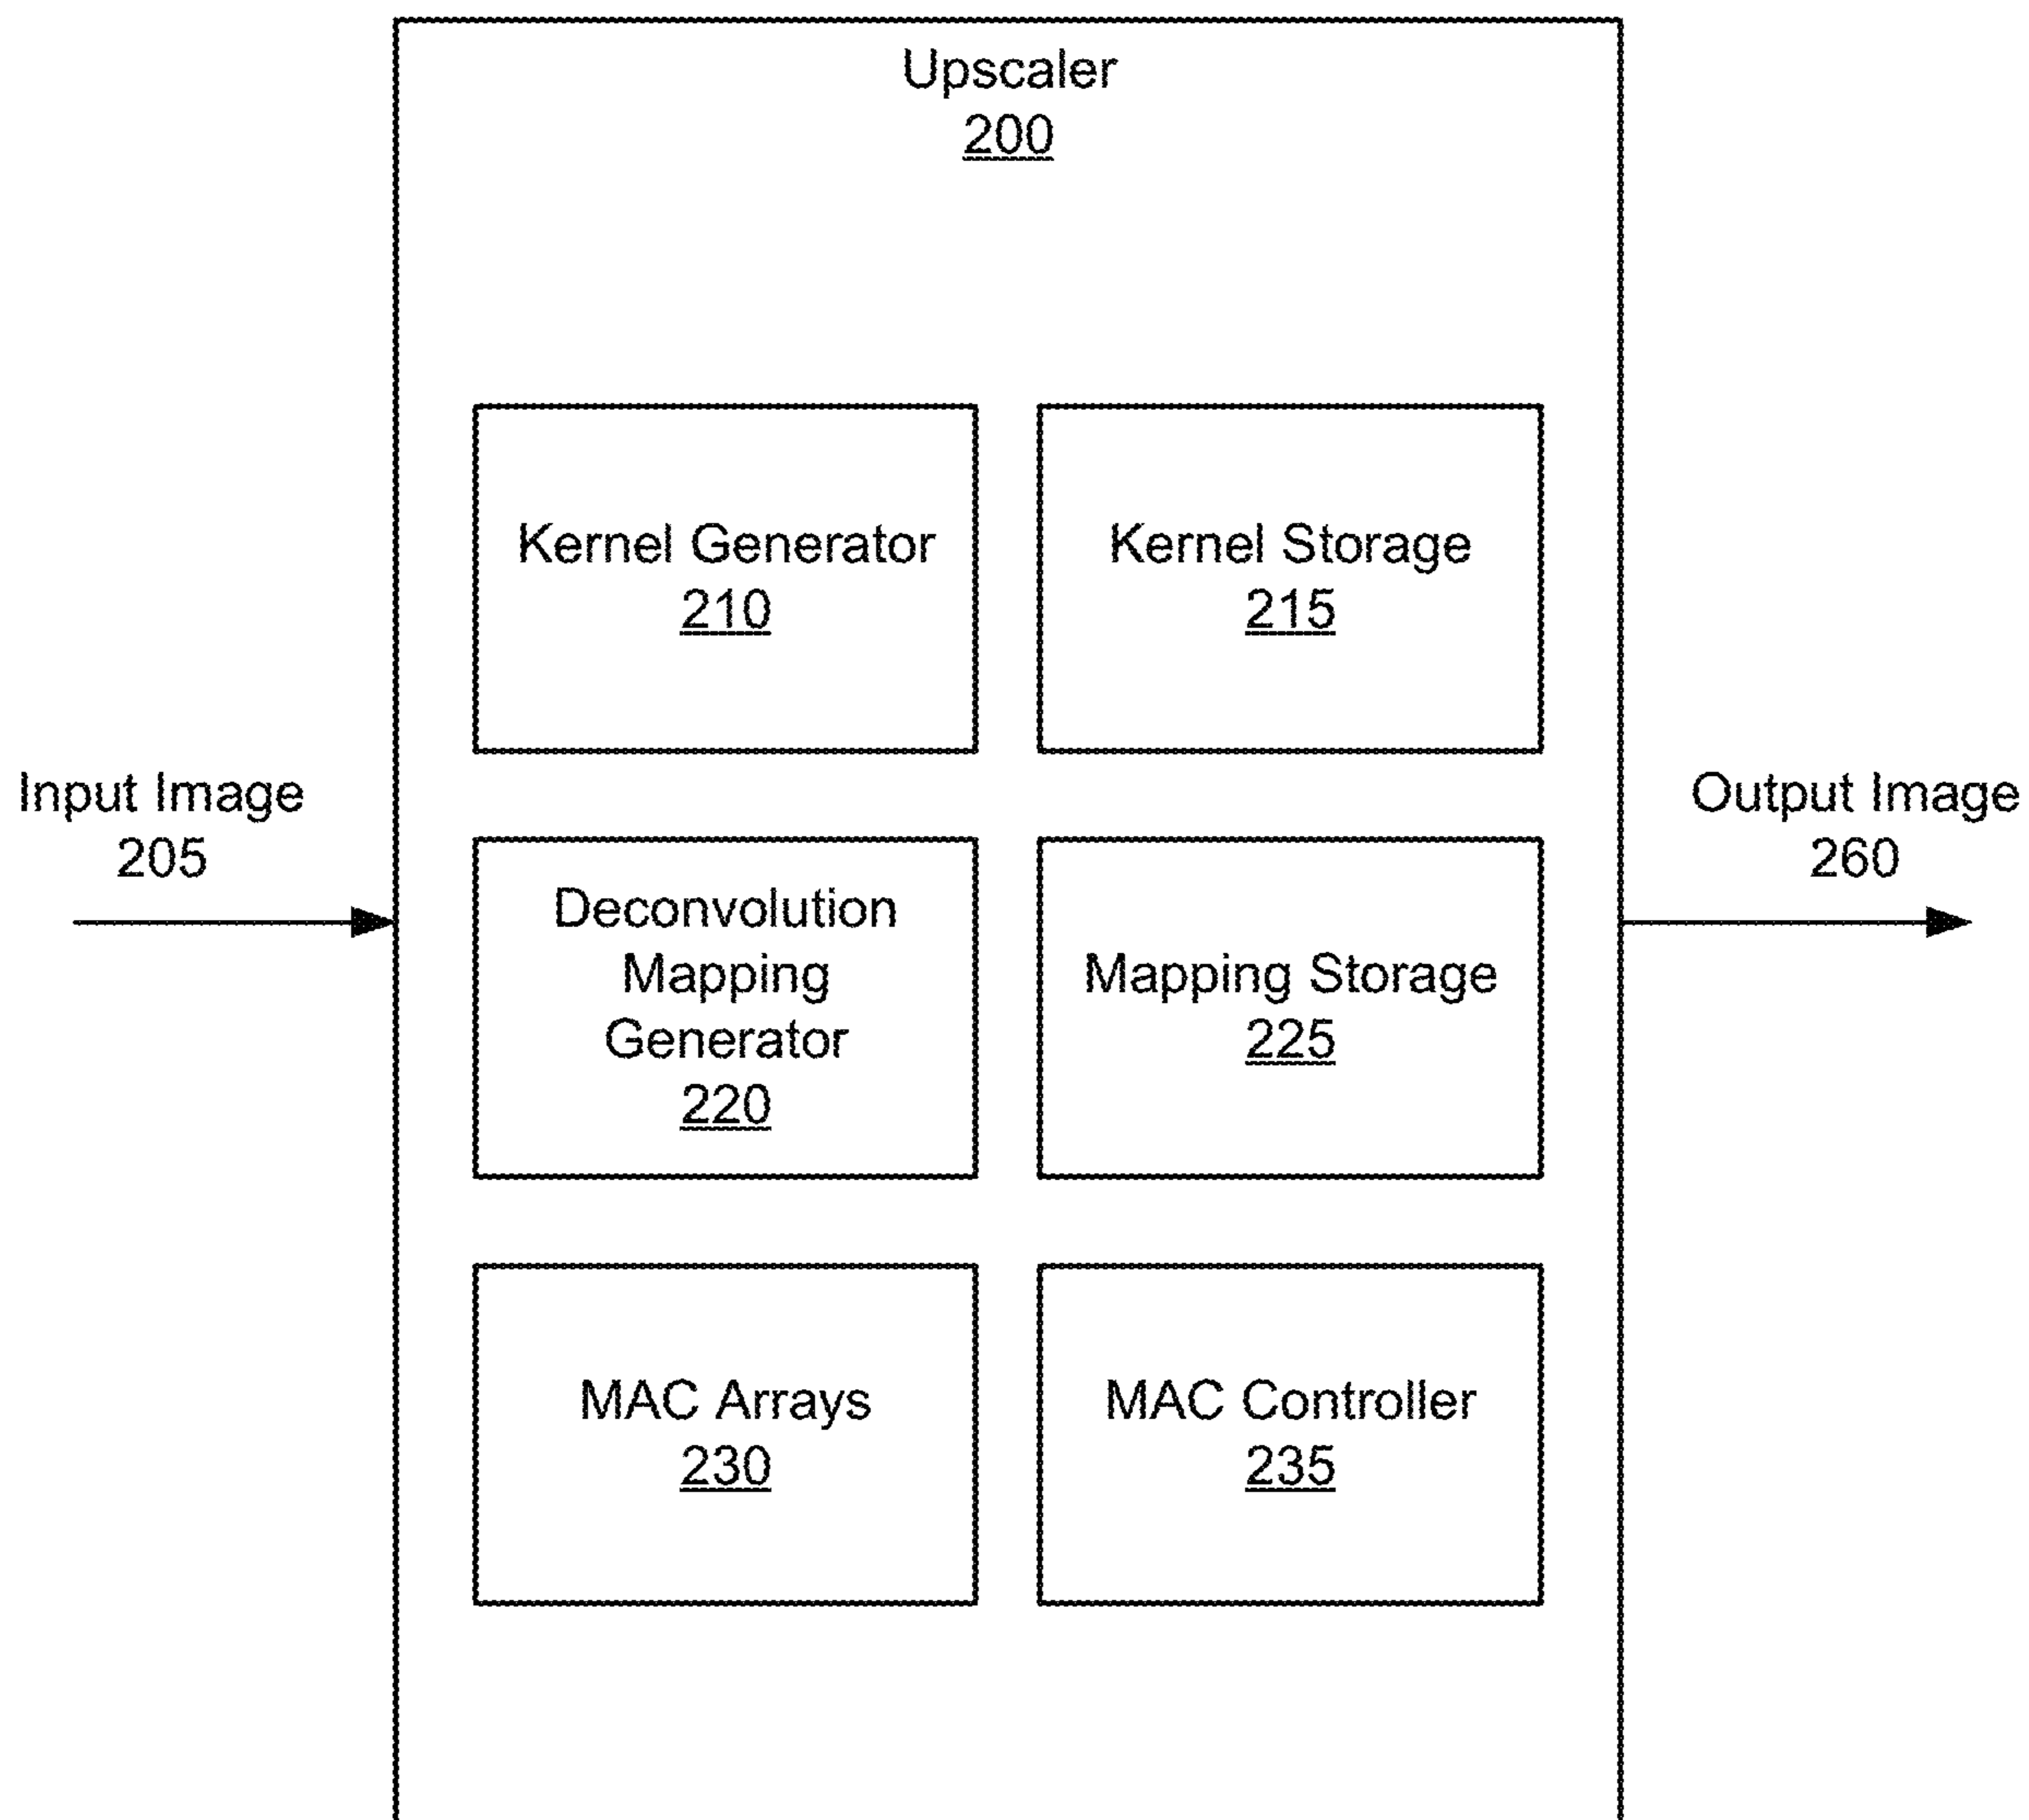 Upscaler
200
Kernel Generator
210
Kernel Storage
215
Input Image
205
Output Image
260
Deconvolution
Mapping
Generator
220
Mapping Storage
225
MAC Arrays
230
MAC Controller
235